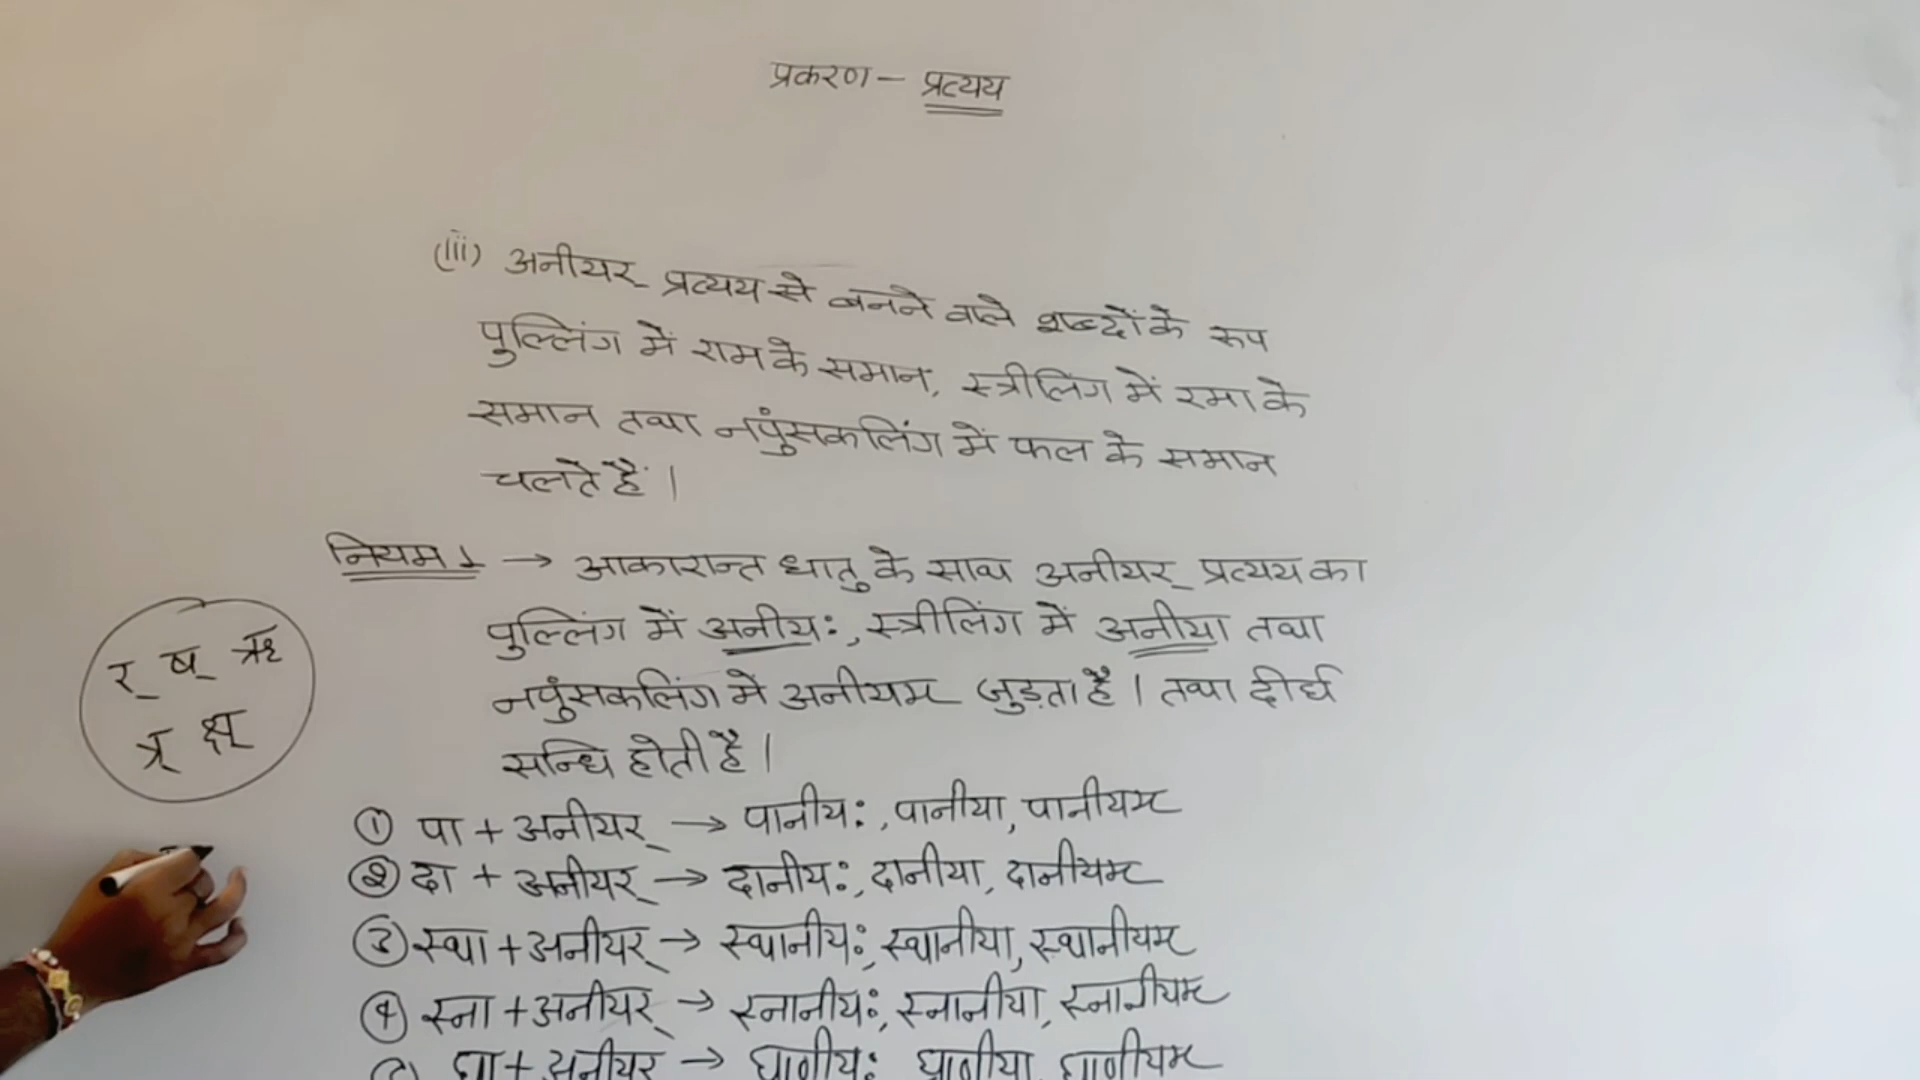 प्रकरण - प्रत्यय
(iii) अनीयर् प्रत्यय से बनने वाले शब्दों के रूप
पुल्लिंग में राम के समान, स्त्रीलिंग में रमा के
समान तथा नपुंसकलिंग में फल के समान
चलते हैं।
नियम 1 → आकारान्त धातु के साथ अनीयर् प्रत्यय का
पुल्लिंग में अनीयः, स्त्रीलिंग में अनीया तथा
नपुंसकलिंग में अनीयम् जुड़ता है। तथा दीर्घ
सन्धि होती है।
र् ष् ऋ
ॠ क्ष्
① पा + अनीयर् → पानीयः, पानीया, पानीयम्
② दा + अनीयर् → दानीयः, दानीया, दानीयम्
③ स्था + अनीयर् → स्थानीयः, स्थानीया, स्थानीयम्
④ स्ना + अनीयर् → स्नानीयः, स्नानीया, स्नानीयम्
+ अनीयर् →